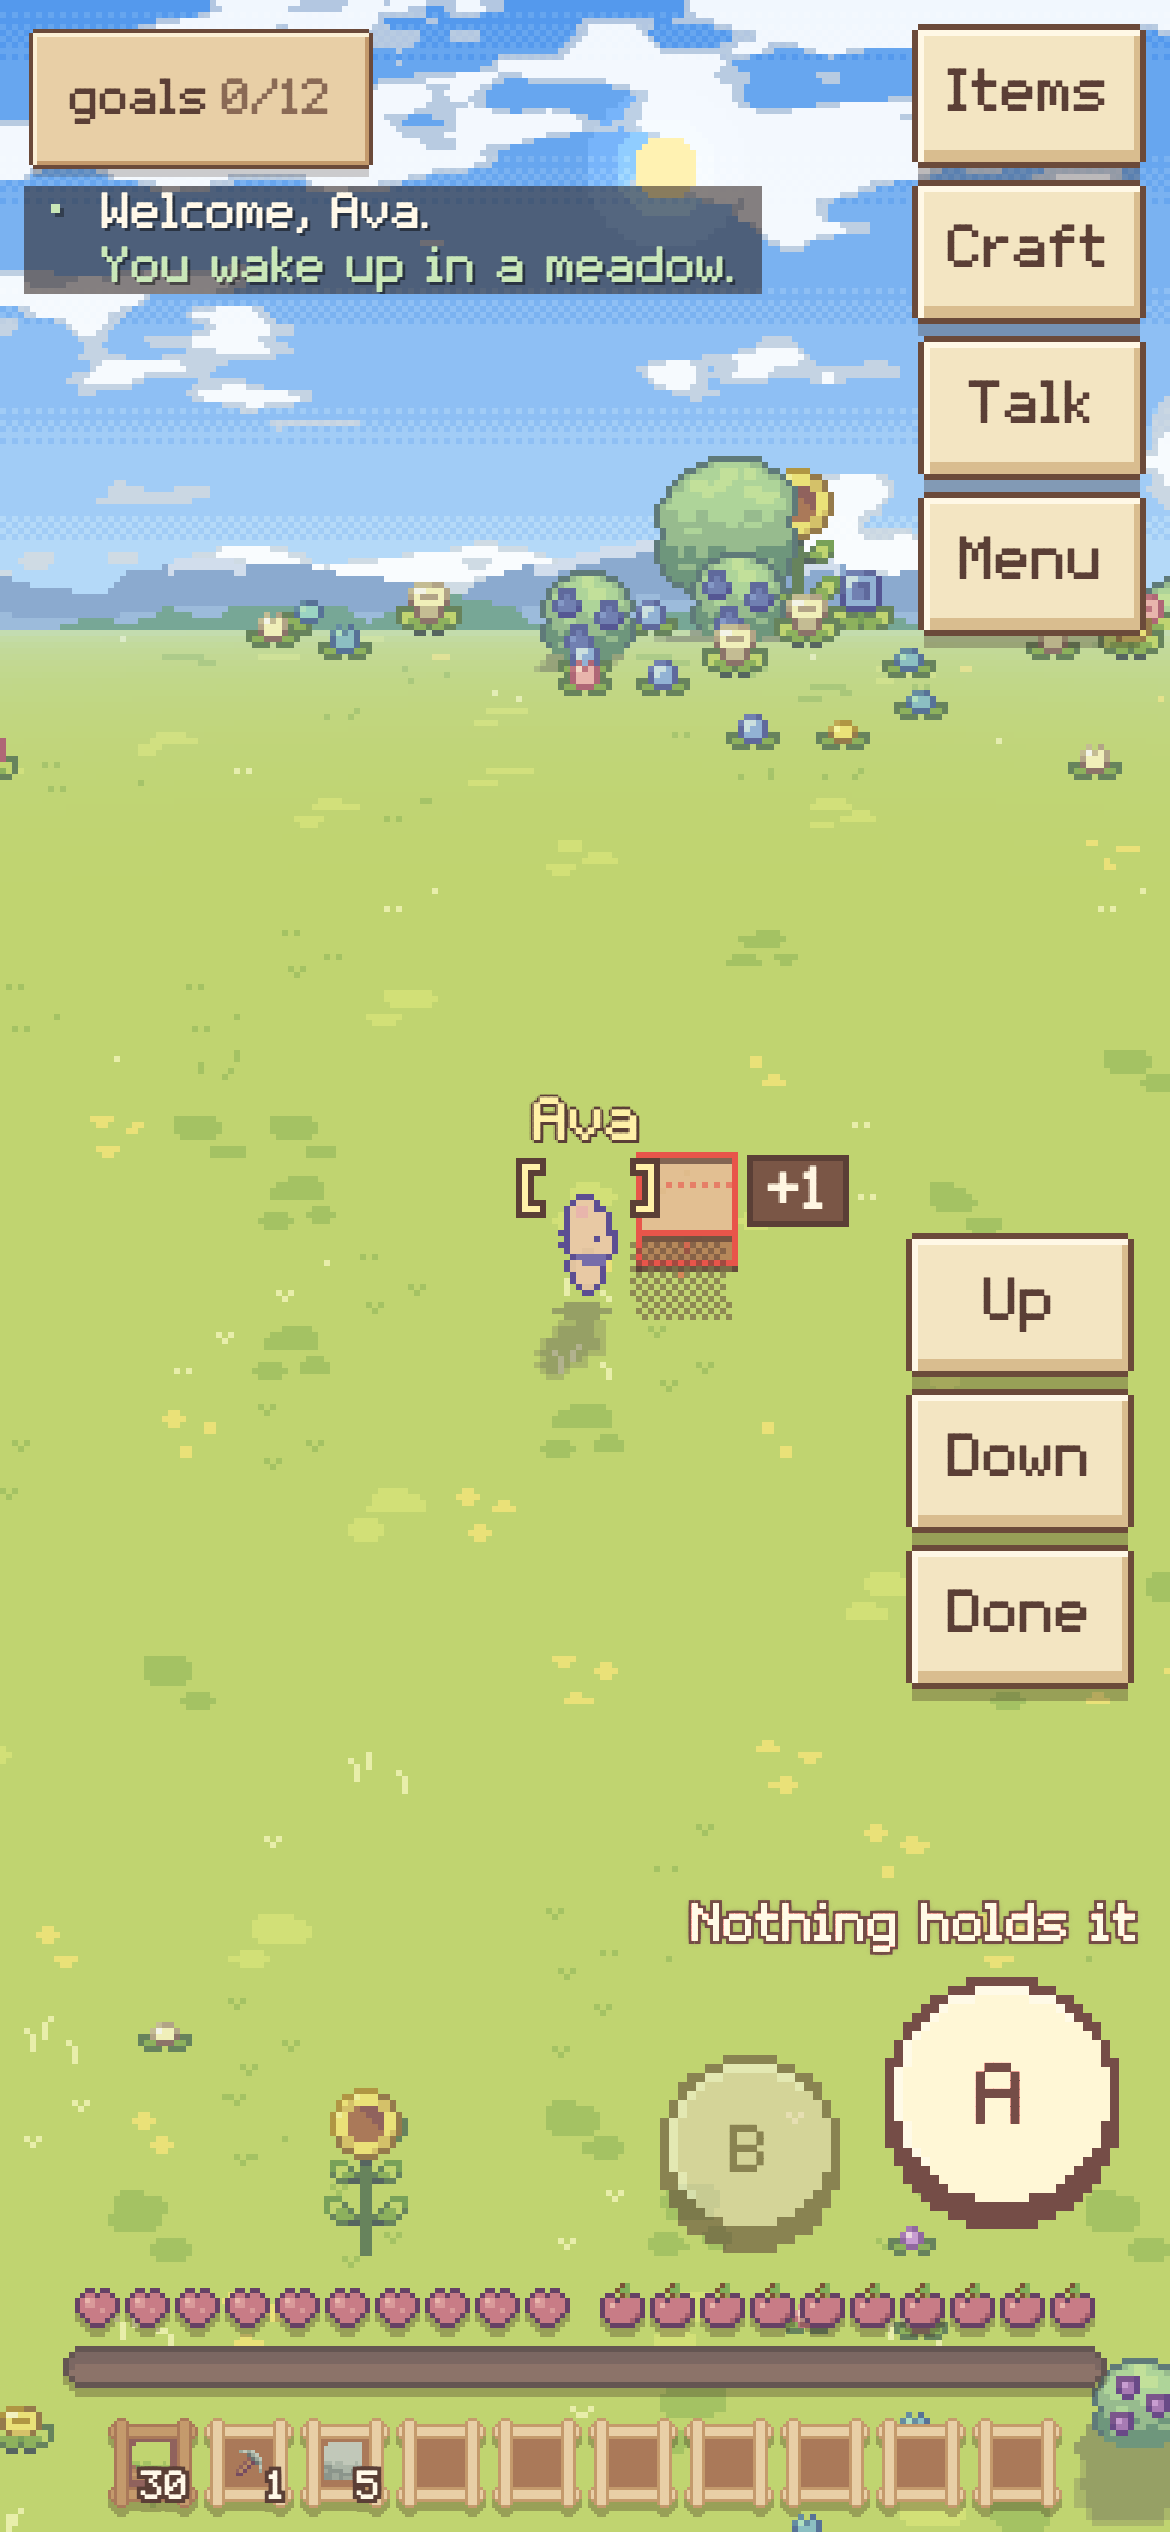 goals 0/12
Items
Welcome, Ava.
You wake up in a meadow.
Craft
Talk
Menu
Ava
+1
Up
Down
Done
Nothing holds it
A
B
30
1
5